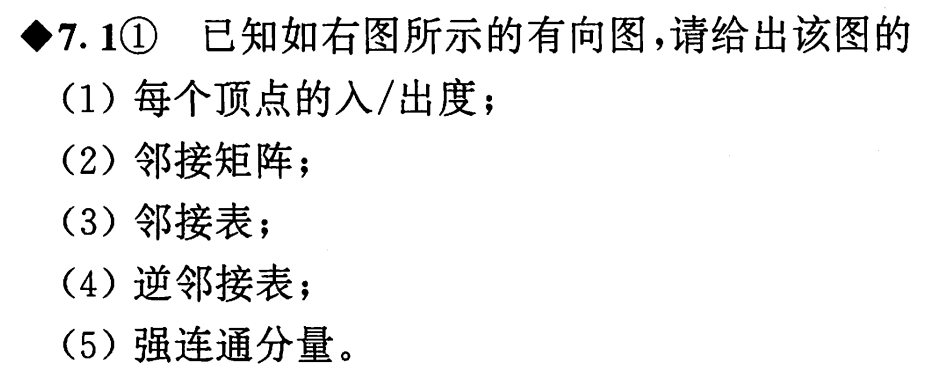 ◆7.1① 已知如右图所示的有向图,请给出该图的
(1) 每个顶点的入/出度;
(2) 邻接矩阵;
(3) 邻接表;
(4) 逆邻接表;
(5) 强连通分量。